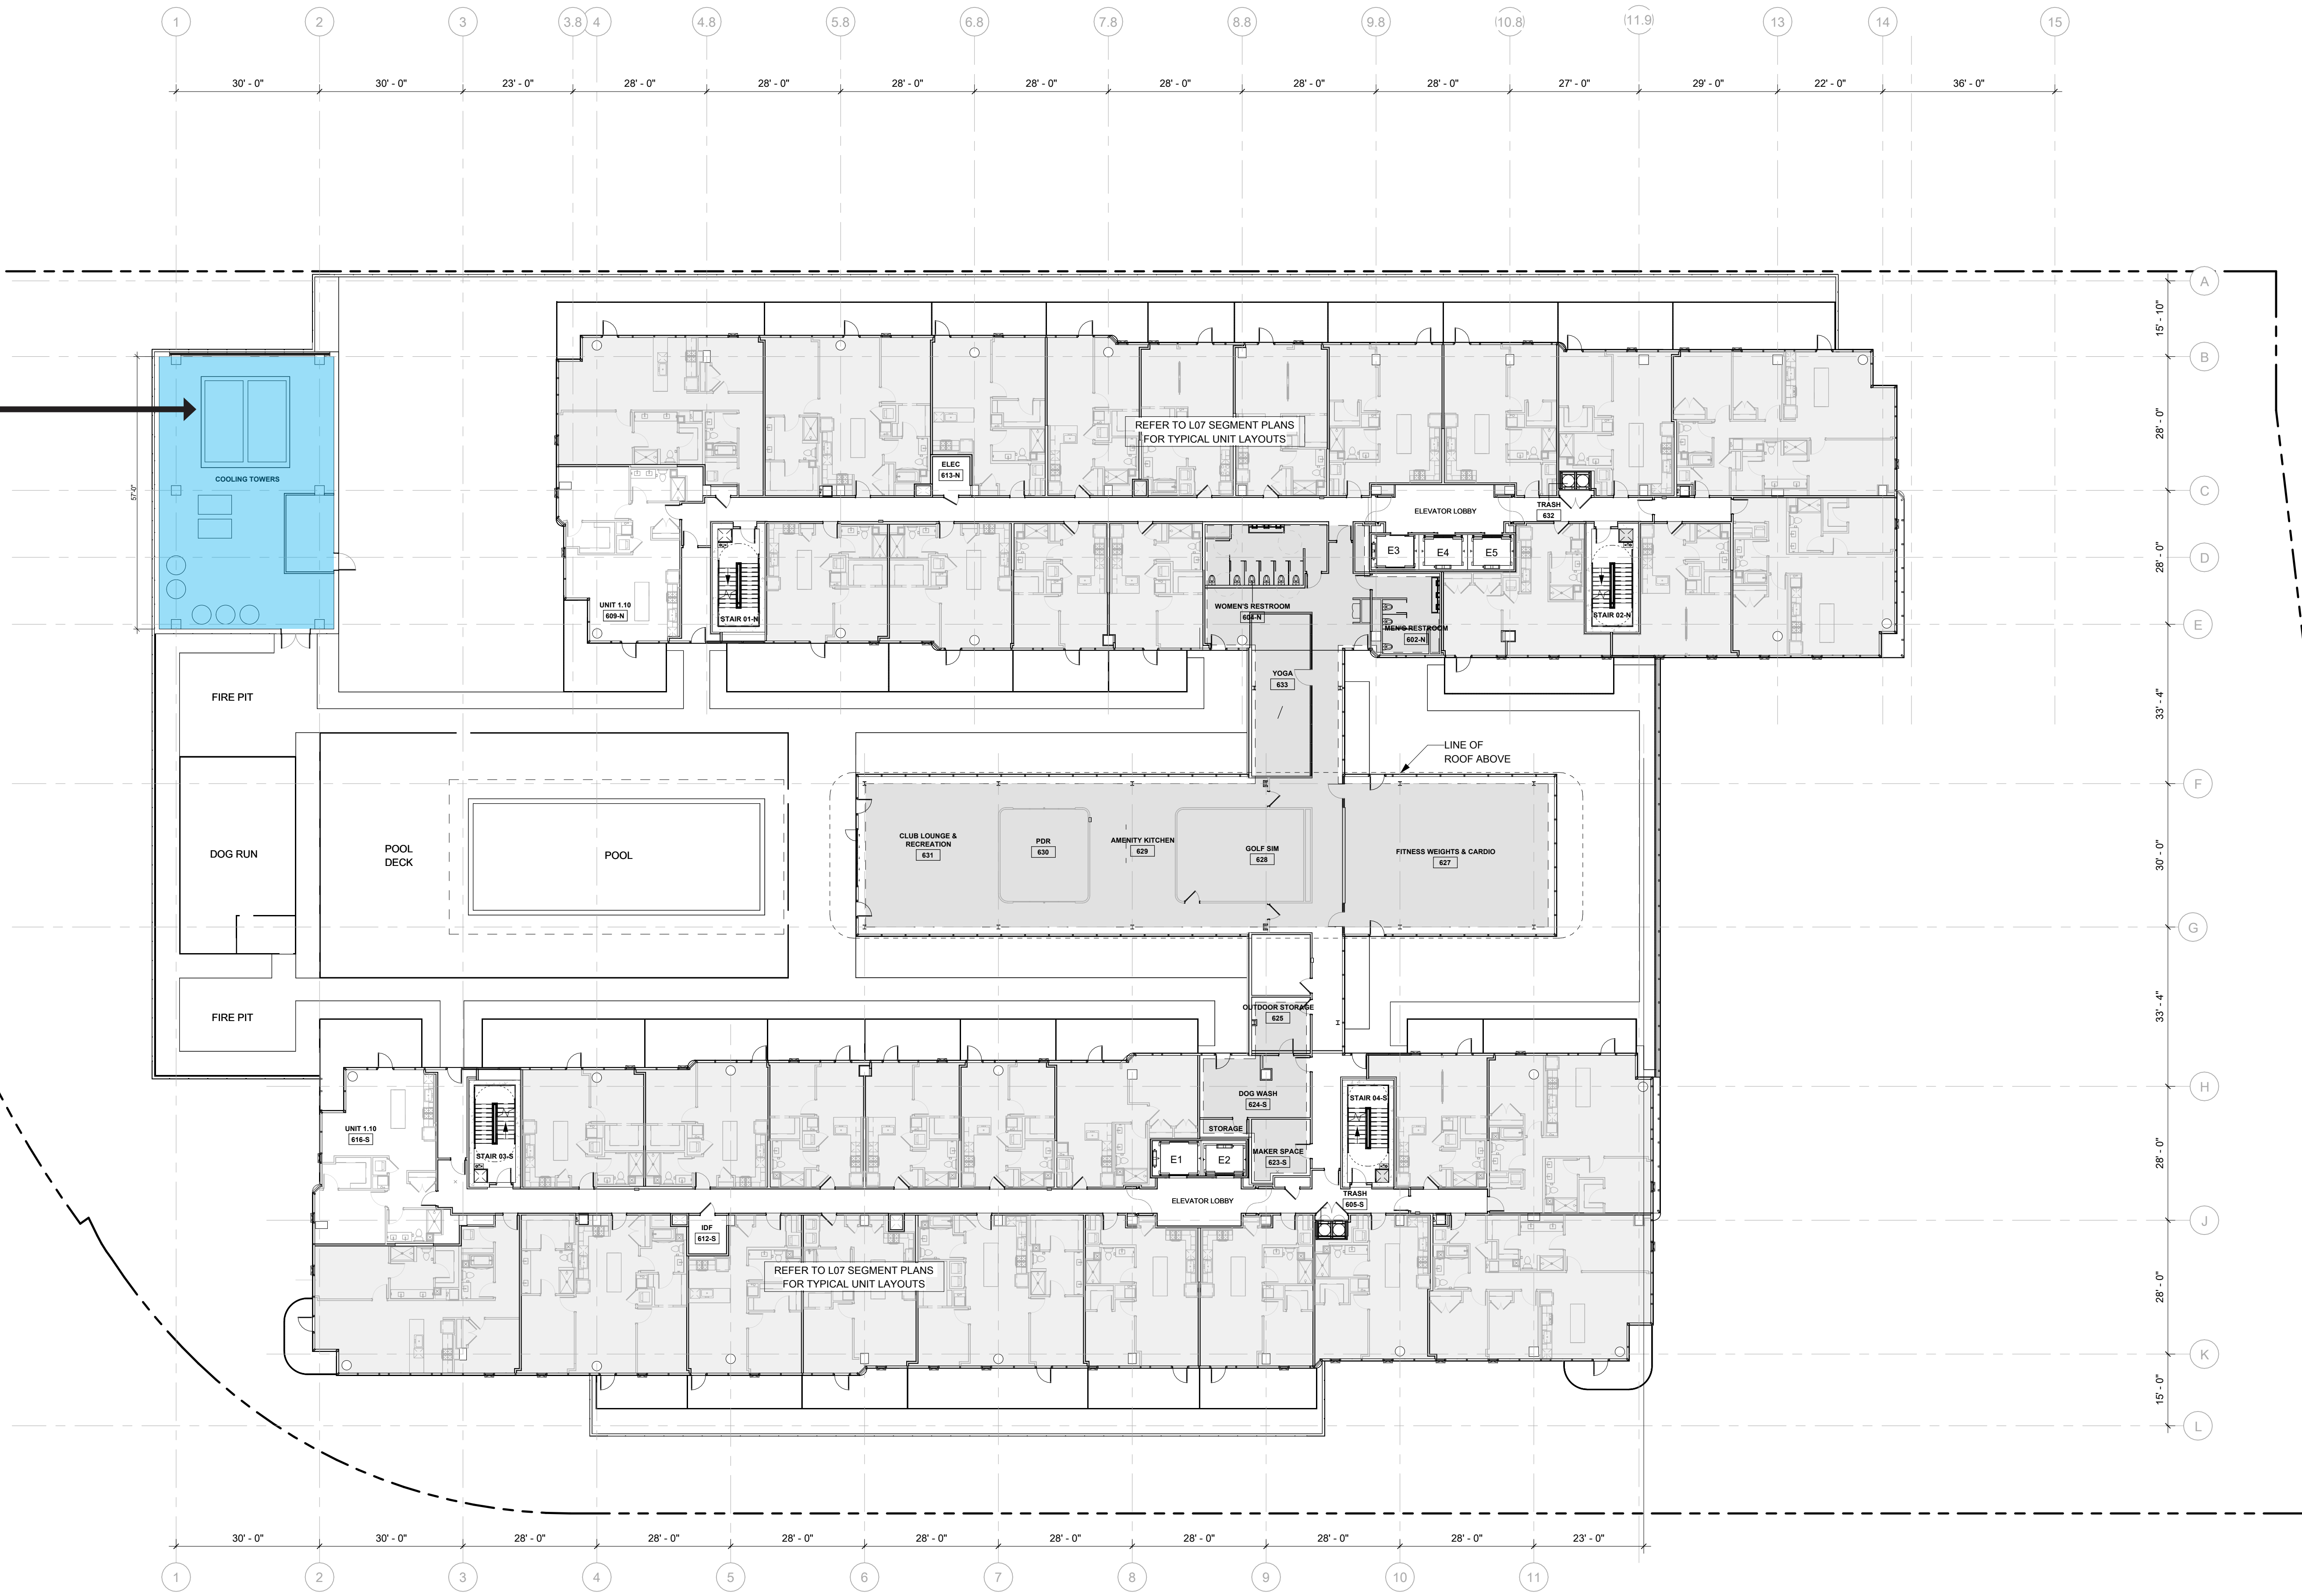 1 2 3 3.8 4 4.8 5.8 6.8 7.8 8.8 9.8 (10.8) (11.9) 13 14 15
30' - 0" 30' - 0" 23' - 0" 28' - 0" 28' - 0" 28' - 0" 28' - 0" 28' - 0" 28' - 0" 28' - 0" 27' - 0" 29' - 0" 22' - 0" 36' - 0"
A
15' - 10"
B
28' - 0"
C
28' - 0"
D
E
33' - 4"
F
30' - 0"
G
33' - 4"
H
28' - 0"
J
28' - 0"
K
15' - 0"
L
57'-0"
COOLING TOWERS
REFER TO L07 SEGMENT PLANS
FOR TYPICAL UNIT LAYOUTS
ELEC
613-N
ELEVATOR LOBBY
TRASH
632
E3 E4 E5
UNIT 1.10
609-N
STAIR 01-N
WOMEN'S RESTROOM
604-N
MEN'S RESTROOM
602-N
STAIR 02-N
YOGA
633
FIRE PIT
LINE OF
ROOF ABOVE
DOG RUN
POOL
DECK
POOL
CLUB LOUNGE &
RECREATION
631
PDR
630
AMENITY KITCHEN
629
GOLF SIM
628
FITNESS WEIGHTS & CARDIO
627
FIRE PIT
OUTDOOR STORAGE
625
DOG WASH
624-S
STORAGE
STAIR 04-S
UNIT 1.10
616-S
STAIR 03-S
E1 E2
MAKER SPACE
623-S
ELEVATOR LOBBY
TRASH
605-S
IDF
612-S
REFER TO L07 SEGMENT PLANS
FOR TYPICAL UNIT LAYOUTS
30' - 0" 30' - 0" 28' - 0" 28' - 0" 28' - 0" 28' - 0" 28' - 0" 28' - 0" 28' - 0" 28' - 0" 23' - 0"
1 2 3 4 5 6 7 8 9 10 11